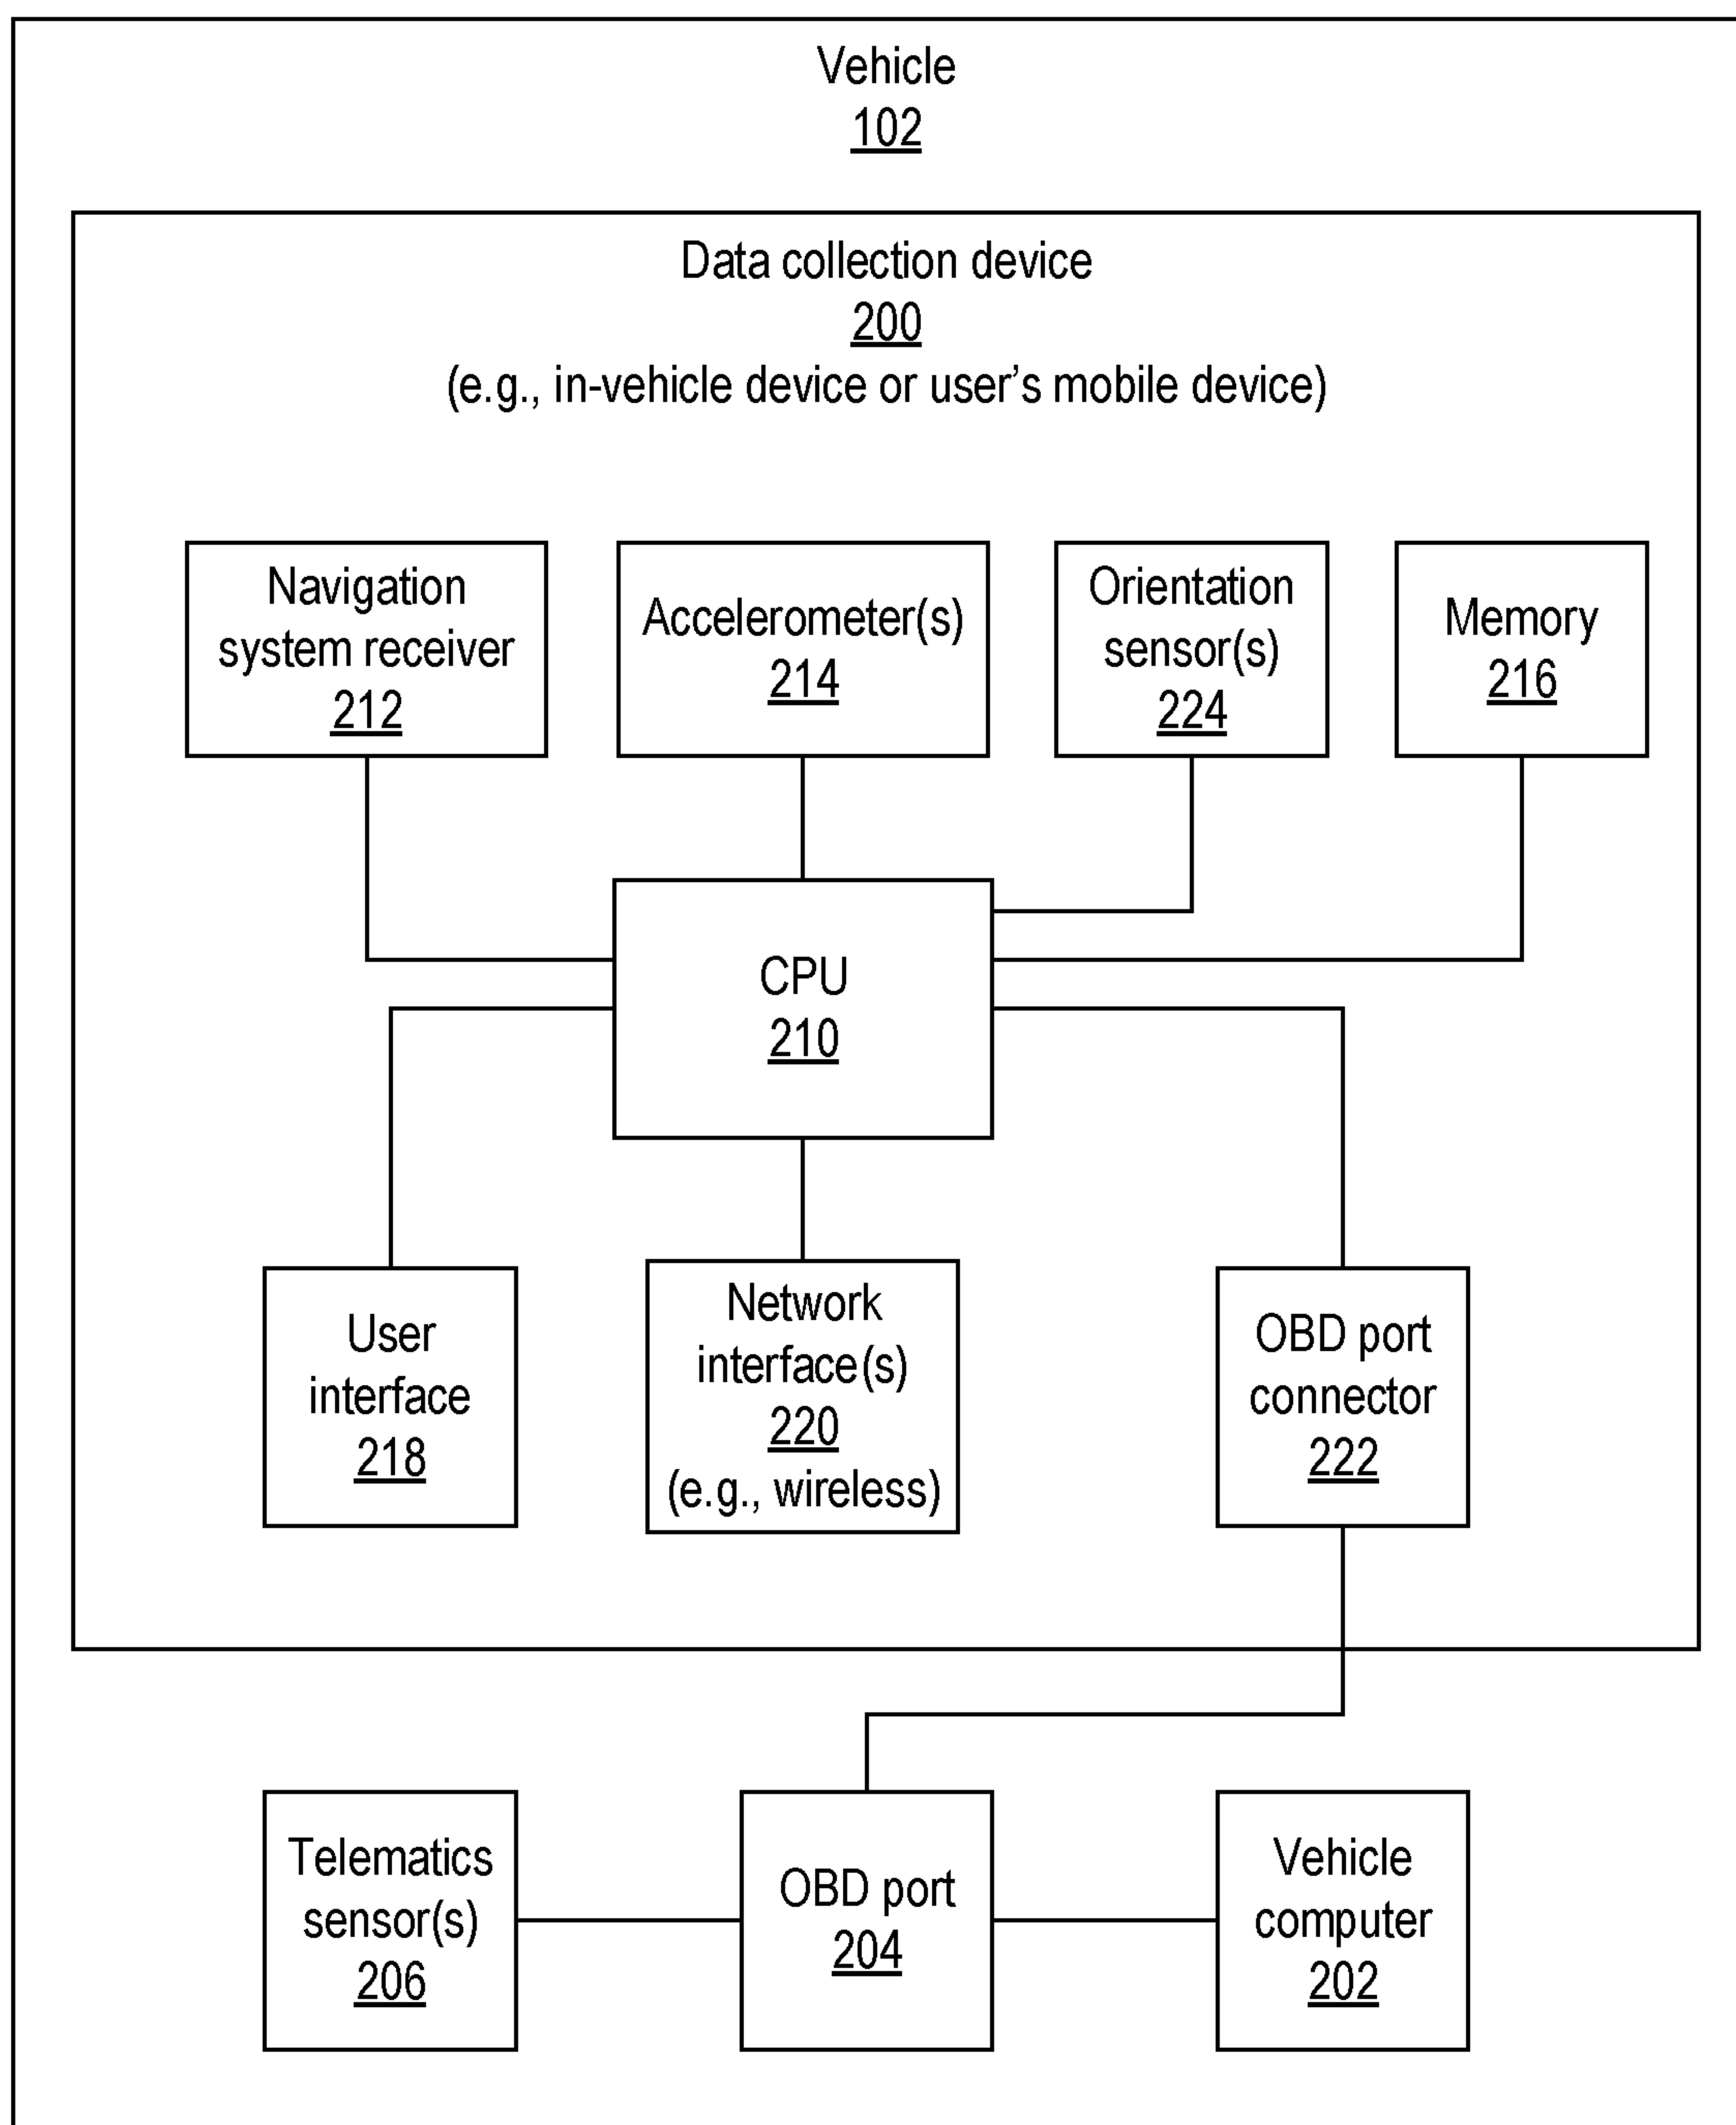 Vehicle
102
Data collection device
200
(e.g., in-vehicle device or user’s mobile device)
Navigation
system receiver
212
Accelerometer(s)
214
Orientation
sensor(s)
224
Memory
216
CPU
210
User
interface
218
Network
interface(s)
220
(e.g., wireless)
OBD port
connector
222
Telematics
sensor(s)
206
OBD port
204
Vehicle
computer
202